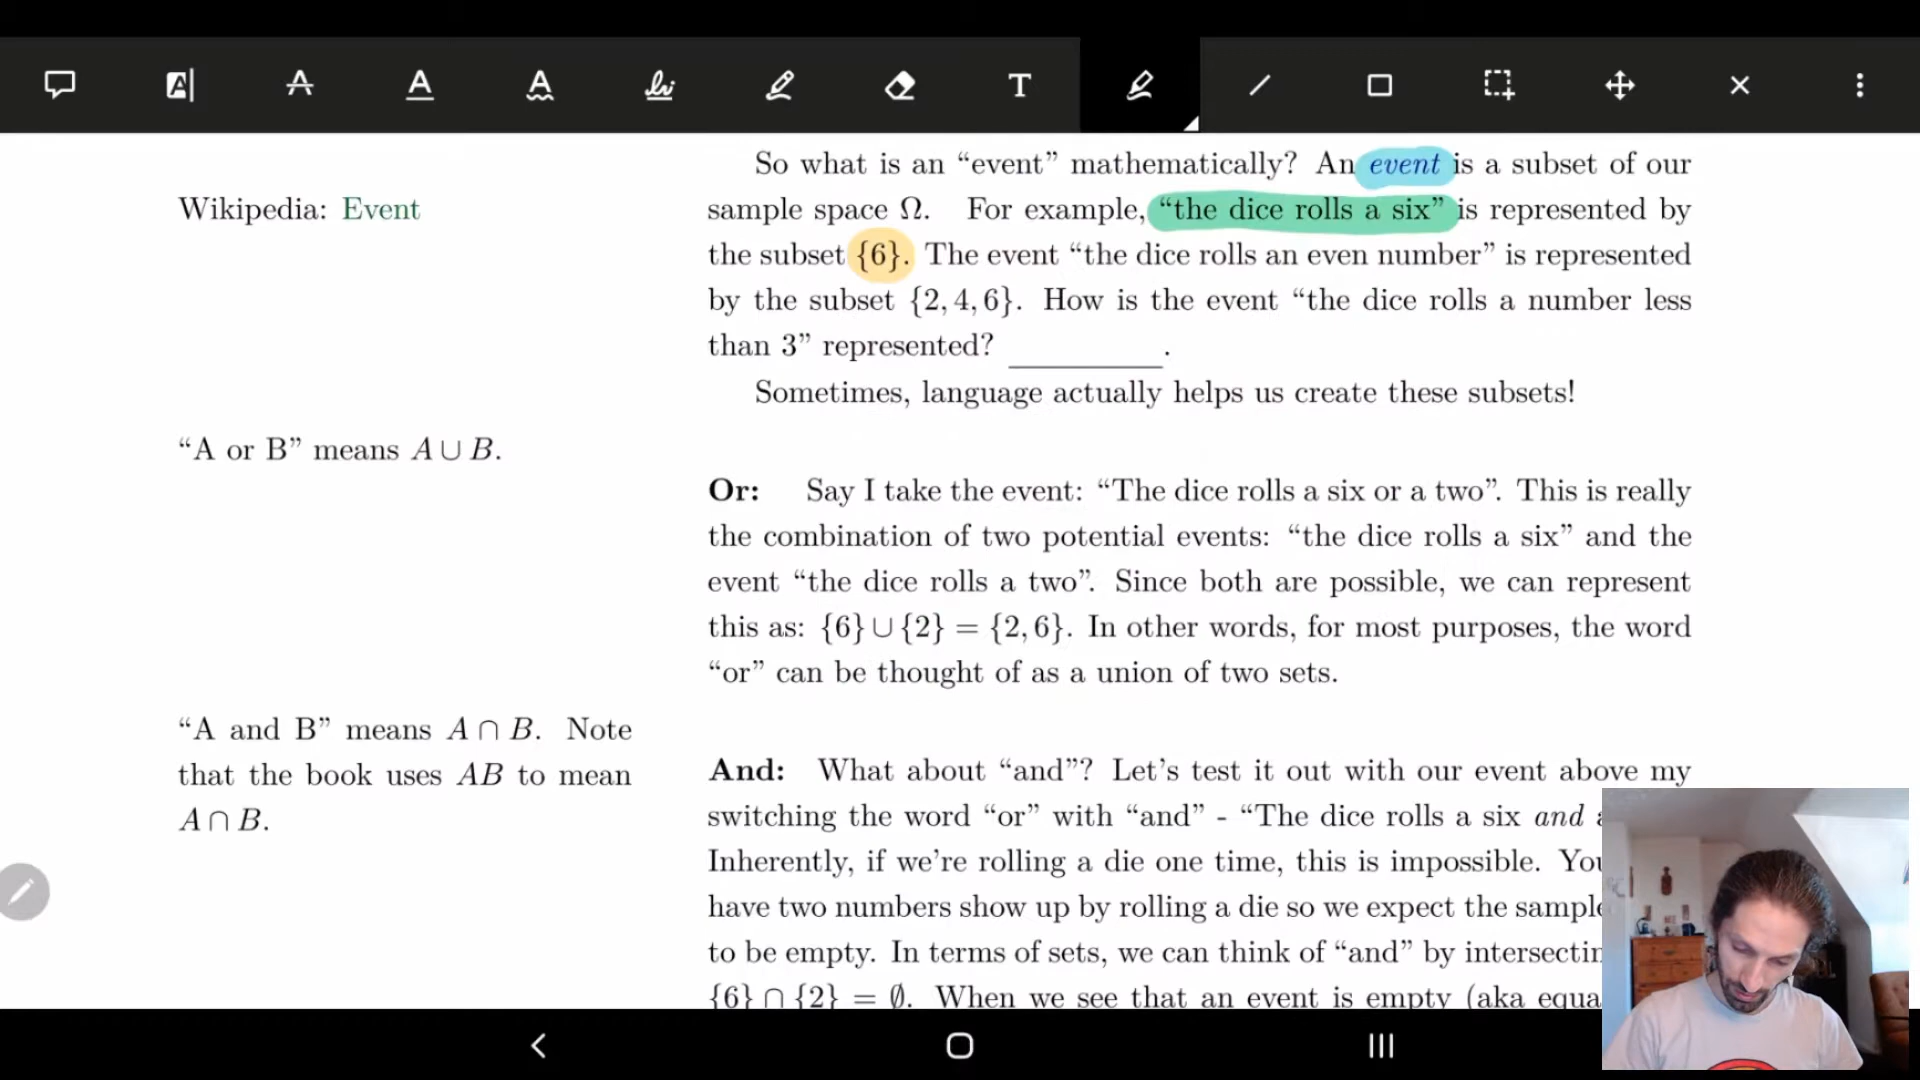 So what is an “event” mathematically? An event is a subset of our
Wikipedia: Event
sample space Ω. For example, “the dice rolls a six” is represented by
the subset {6}. The event “the dice rolls an even number” is represented
by the subset {2, 4, 6}. How is the event “the dice rolls a number less
than 3” represented? __________.
Sometimes, language actually helps us create these subsets!
“A or B” means A ∪ B.
Or: Say I take the event: “The dice rolls a six or a two”. This is really
the combination of two potential events: “the dice rolls a six” and the
event “the dice rolls a two”. Since both are possible, we can represent
this as: {6} ∪ {2} = {2, 6}. In other words, for most purposes, the word
“or” can be thought of as a union of two sets.
“A and B” means A ∩ B. Note
that the book uses AB to mean
A ∩ B.
And: What about “and”? Let’s test it out with our event above my
switching the word “or” with “and” - “The dice rolls a six and
Inherently, if we’re rolling a die one time, this is impossible.
have two numbers show up by rolling a die so we expect the
to be empty. In terms of sets, we can think of “and” by
{6} ∩ {2} = ∅. When we see that an event is empty (aka